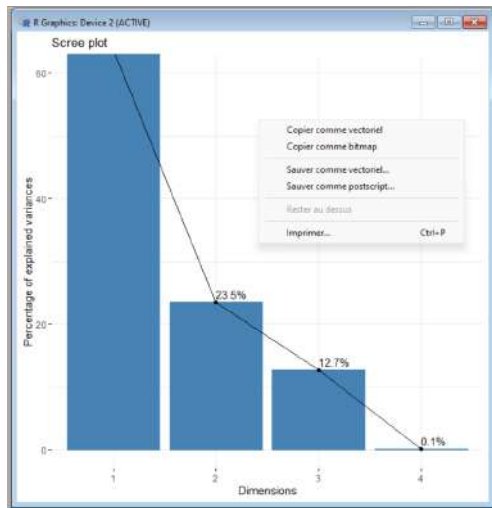 R Graphics: Device 2 (ACTIVE)
Scree plot
Copier comme vectoriel
Copier comme bitmap
Sauver comme vectoriel...
Sauver comme postscript...
Rester au dessus
Imprimer... Ctrl+P
Percentage of explained variances
60
40
20
0
23.5%
12.7%
0.1%
1 2 3 4
Dimensions